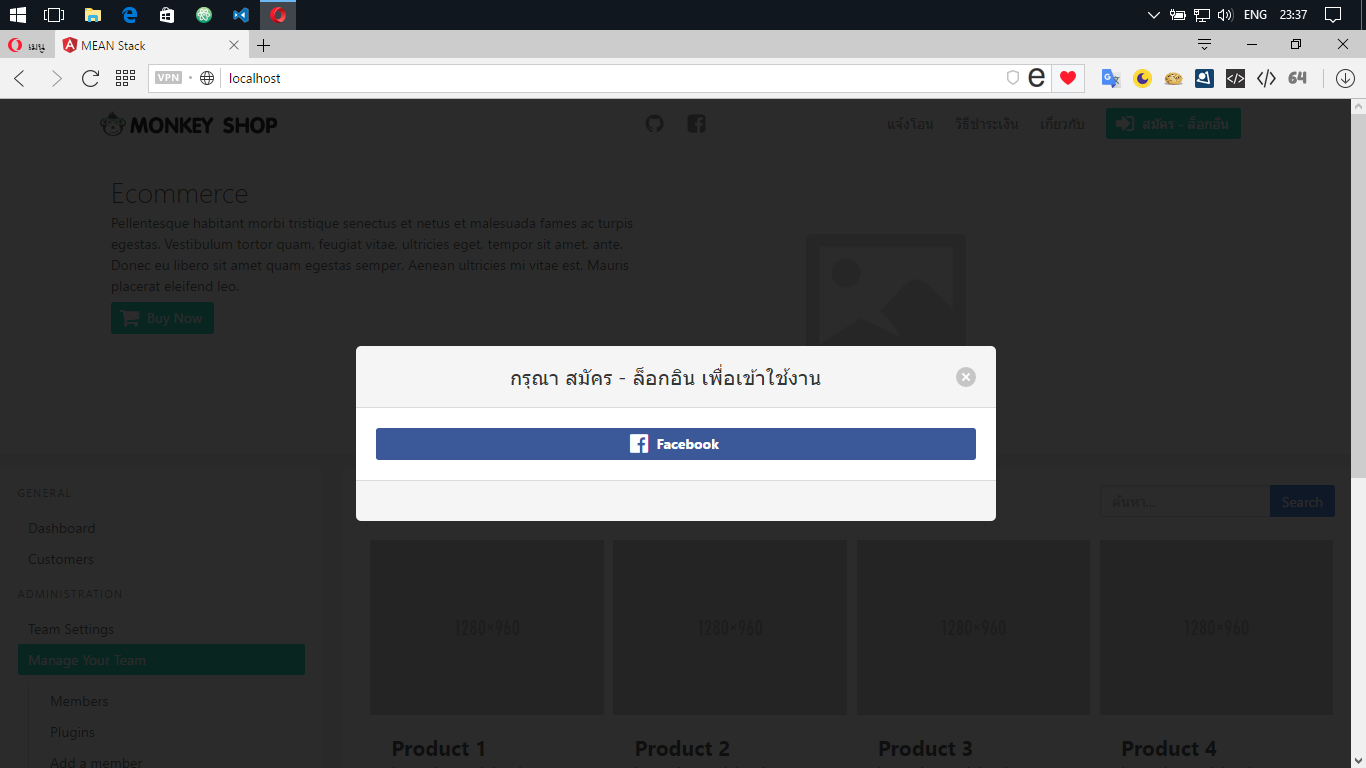 ENG 23:37
เมนู MEAN Stack
VPN localhost 64
MONKEY SHOP แจ้งโอน วิธีชำระเงิน เกี่ยวกับ สมัคร - ล็อกอิน
Ecommerce
Pellentesque habitant morbi tristique senectus et netus et malesuada fames ac turpis
egestas. Vestibulum tortor quam, feugiat vitae, ultricies eget, tempor sit amet, ante.
Donec eu libero sit amet quam egestas semper. Aenean ultricies mi vitae est. Mauris
placerat eleifend leo.
Buy Now
กรุณา สมัคร - ล็อกอิน เพื่อเข้าใช้งาน
Facebook
GENERAL
Dashboard
Customers
ADMINISTRATION
Team Settings
Manage Your Team
Members
Plugins
Add a member
ค้นหา... Search
1280×960 1280×960 1280×960 1280×960
Product 1 Product 2 Product 3 Product 4